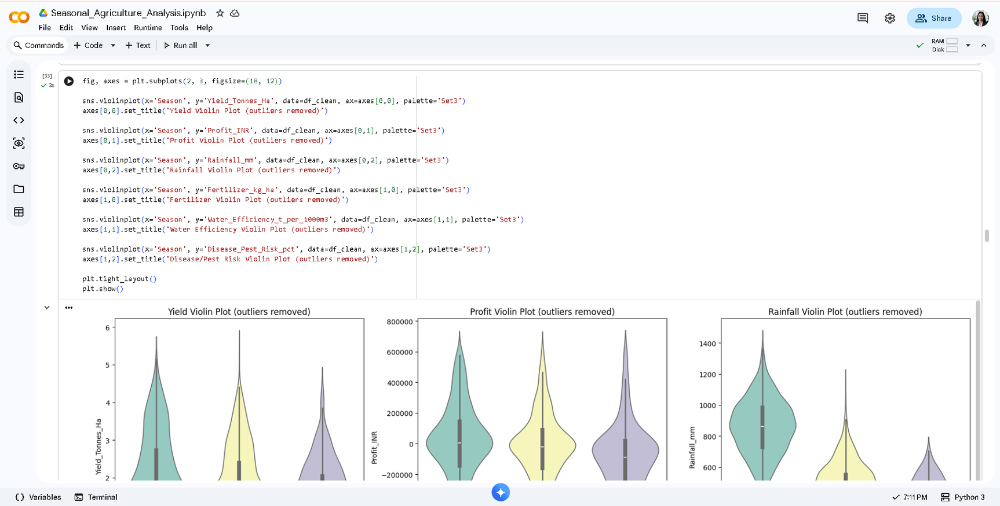 Seasonal_Agriculture_Analysis.ipynb
File Edit View Insert Runtime Tools Help
Share
Commands + Code + Text Run all
RAM
Disk
[33]
2s
fig, axes = plt.subplots(2, 3, figsize=(18, 12))
sns.violinplot(x='Season', y='Yield_Tonnes_Ha', data=df_clean, ax=axes[0,0], palette='Set3')
axes[0,0].set_title('Yield Violin Plot (outliers removed)')
sns.violinplot(x='Season', y='Profit_INR', data=df_clean, ax=axes[0,1], palette='Set3')
axes[0,1].set_title('Profit Violin Plot (outliers removed)')
sns.violinplot(x='Season', y='Rainfall_mm', data=df_clean, ax=axes[0,2], palette='Set3')
axes[0,2].set_title('Rainfall Violin Plot (outliers removed)')
sns.violinplot(x='Season', y='Fertilizer_kg_ha', data=df_clean, ax=axes[1,0], palette='Set3')
axes[1,0].set_title('Fertilizer Violin Plot (outliers removed)')
sns.violinplot(x='Season', y='Water_Efficiency_t_per_1000m3', data=df_clean, ax=axes[1,1], palette='Set3')
axes[1,1].set_title('Water Efficiency Violin Plot (outliers removed)')
sns.violinplot(x='Season', y='Disease_Pest_Risk_pct', data=df_clean, ax=axes[1,2], palette='Set3')
axes[1,2].set_title('Disease/Pest Risk Violin Plot (outliers removed)')
plt.tight_layout()
plt.show()
Yield Violin Plot (outliers removed)
6
5
4
3
2
Yield_Tonnes_Ha
Profit Violin Plot (outliers removed)
800000
600000
400000
200000
0
−200000
Profit_INR
Rainfall Violin Plot (outliers removed)
1400
1200
1000
800
600
Rainfall_mm
Variables Terminal
7:11 PM Python 3